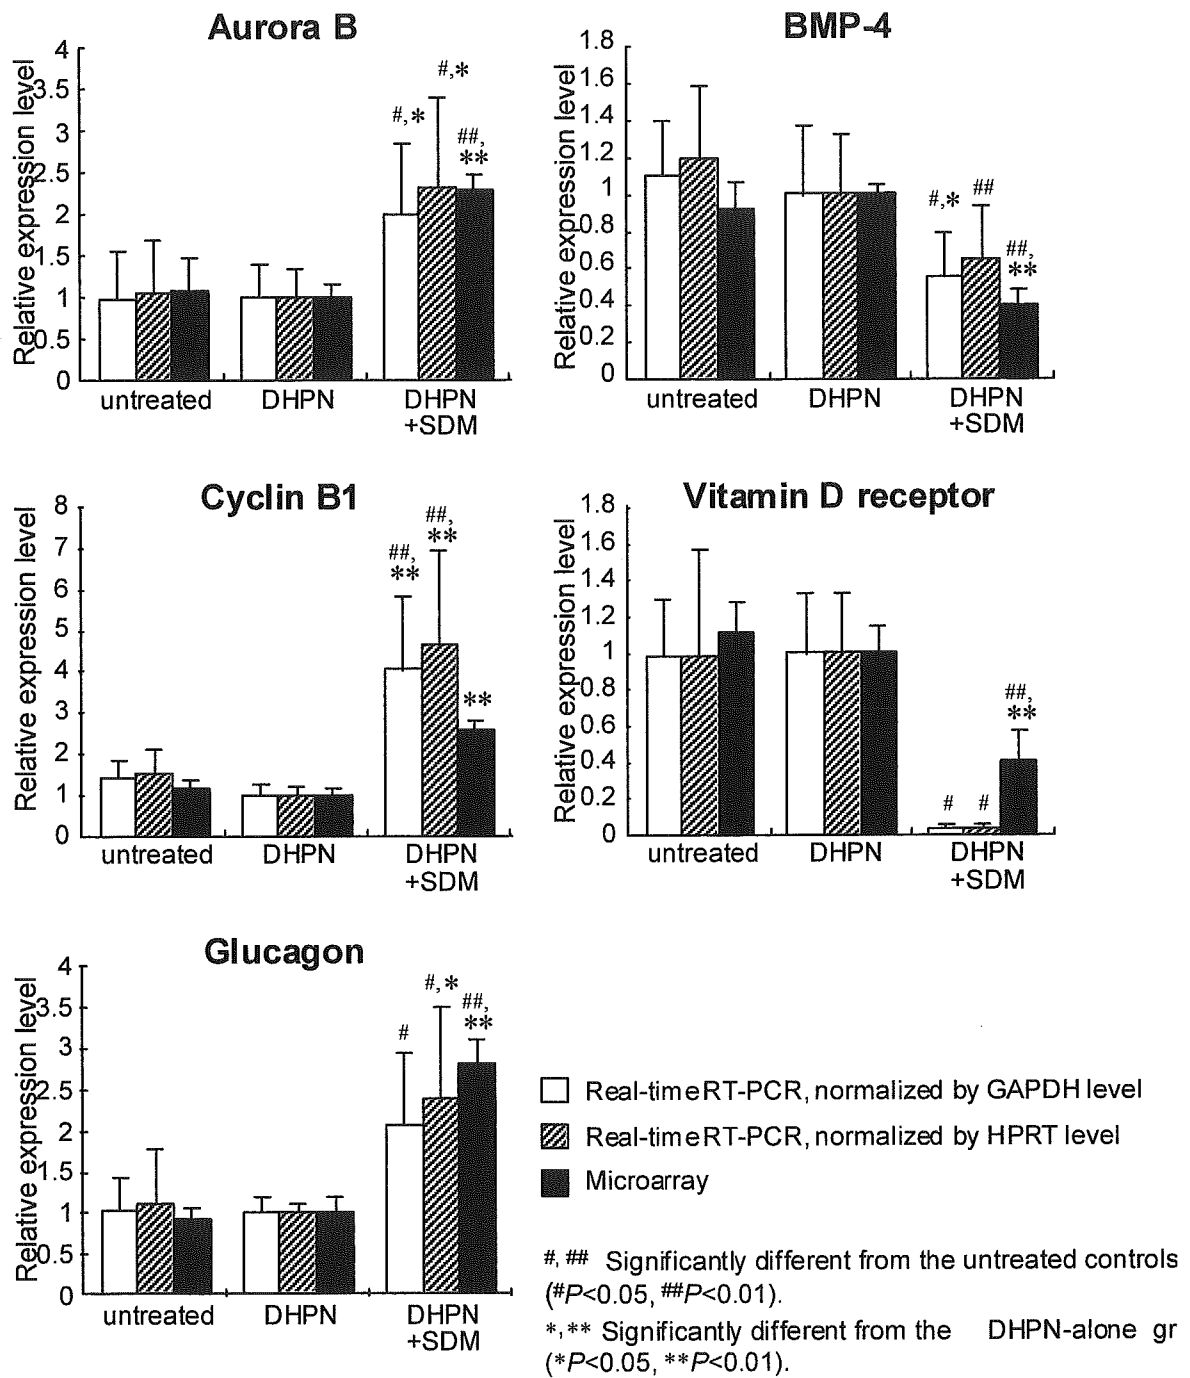 Aurora B
Relative expression level
4
3.5
3
2.5
2
1.5
1
0.5
0
#,*
#,*
##,
**
untreated
DHPN
DHPN
+SDM
BMP-4
Relative expression level
1.8
1.6
1.4
1.2
1
0.8
0.6
0.4
0.2
0
#,*
##
##,
**
untreated
DHPN
DHPN
+SDM
Cyclin B1
Relative expression level
8
7
6
5
4
3
2
1
0
##,
**
##,
**
**
untreated
DHPN
DHPN
+SDM
Vitamin D receptor
Relative expression level
1.8
1.6
1.4
1.2
1
0.8
0.6
0.4
0.2
0
#
#
##,
**
untreated
DHPN
DHPN
+SDM
Glucagon
Relative expression level
4
3.5
3
2.5
2
1.5
1
0.5
0
#
#,*
##,
**
untreated
DHPN
DHPN
+SDM
Real-time RT-PCR, normalized by GAPDH level
Real-time RT-PCR, normalized by HPRT level
Microarray
#, ## Significantly different from the untreated controls
(#P<0.05, ##P<0.01).
*,** Significantly different from the DHPN-alone gr
(*P<0.05, **P<0.01).